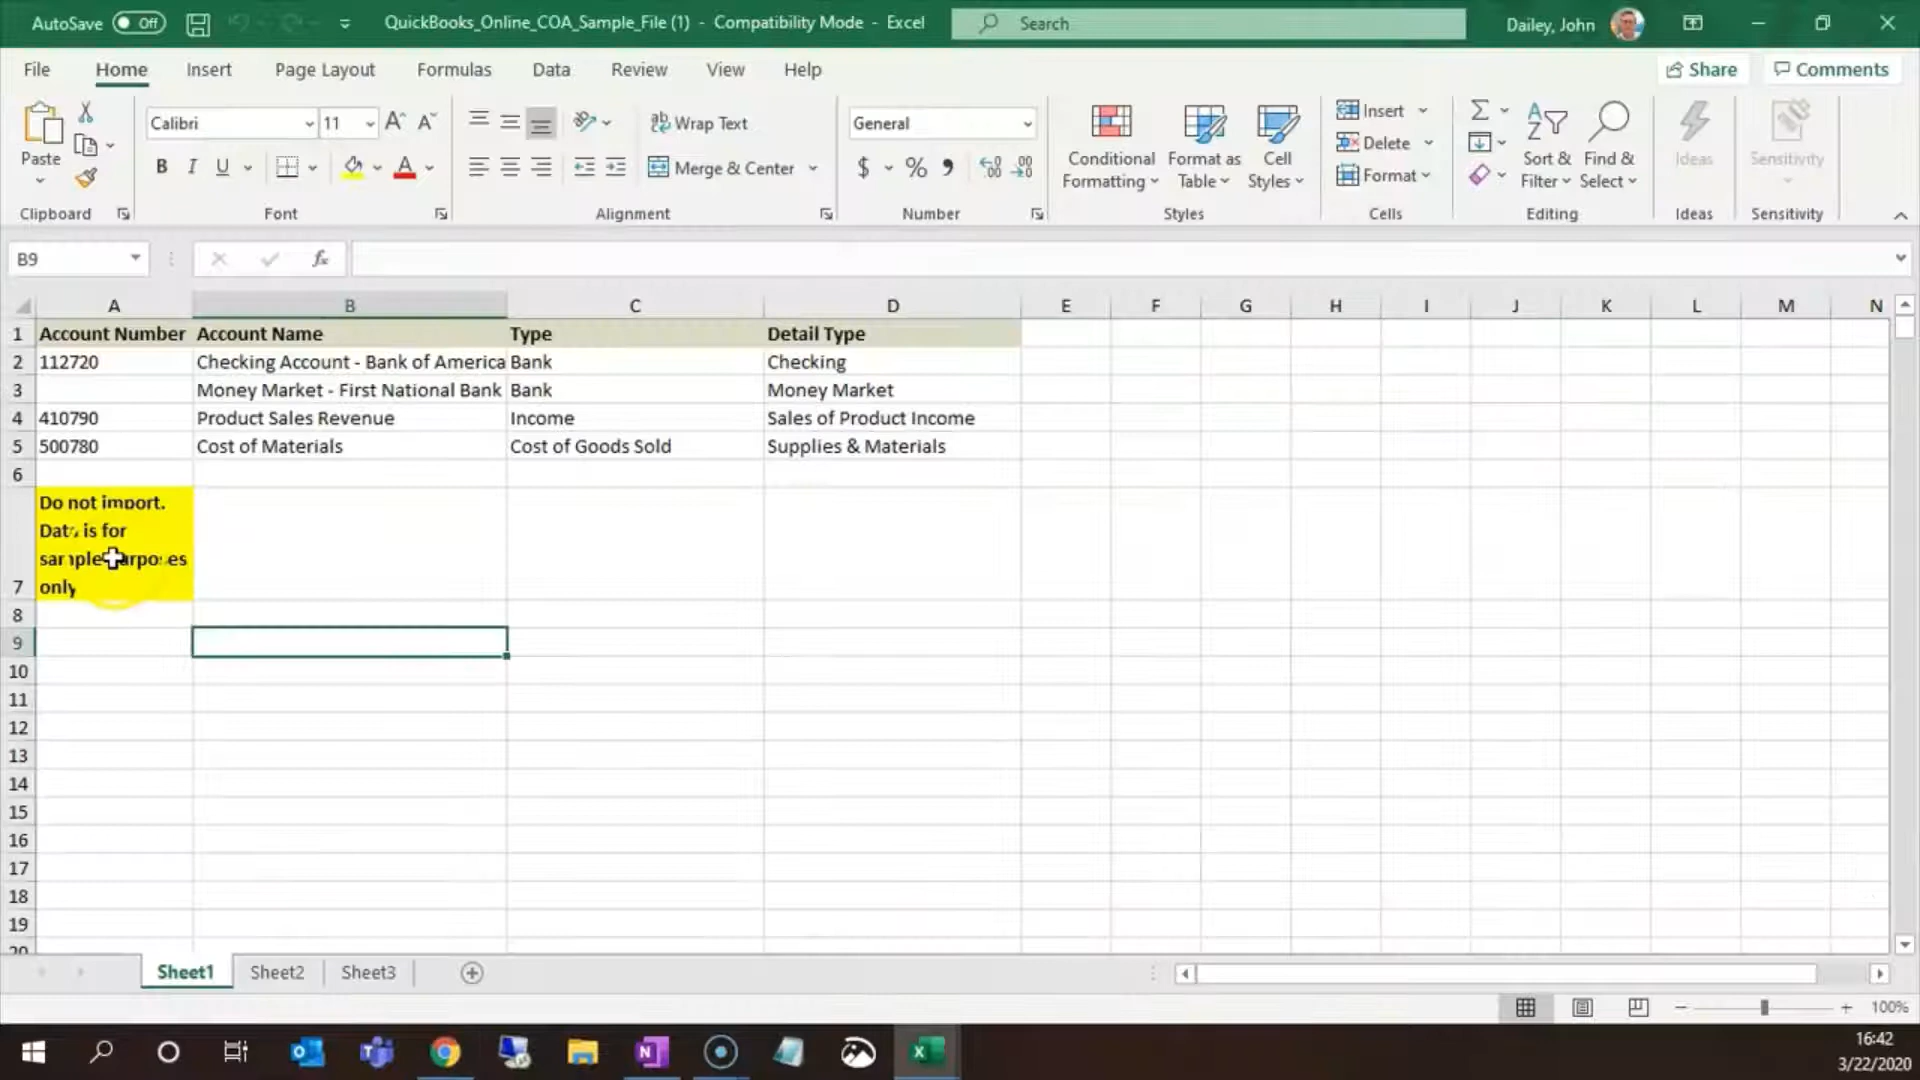 AutoSave Off QuickBooks_Online_COA_Sample_File (1) - Compatibility Mode - Excel Search Dailey, John
File Home Insert Page Layout Formulas Data Review View Help Share Comments
Calibri 11 Wrap Text General Insert
Paste B I U Merge & Center $ % Conditional Formatting Format as Table Cell Styles Delete Format Sort & Filter Find & Select Ideas Sensitivity
Clipboard Font Alignment Number Styles Cells Editing Ideas Sensitivity
B9 fx
A B C D E F G H I J K L M N
1 Account Number Account Name Type Detail Type
2 112720 Checking Account - Bank of America Bank Checking
3 Money Market - First National Bank Bank Money Market
4 410790 Product Sales Revenue Income Sales of Product Income
5 500780 Cost of Materials Cost of Goods Sold Supplies & Materials
6
Do not import.
Data is for
sample purposes
7 only
8
9
10
11
12
13
14
15
16
17
18
19
20
Sheet1 Sheet2 Sheet3
100%
16:42
3/22/2020